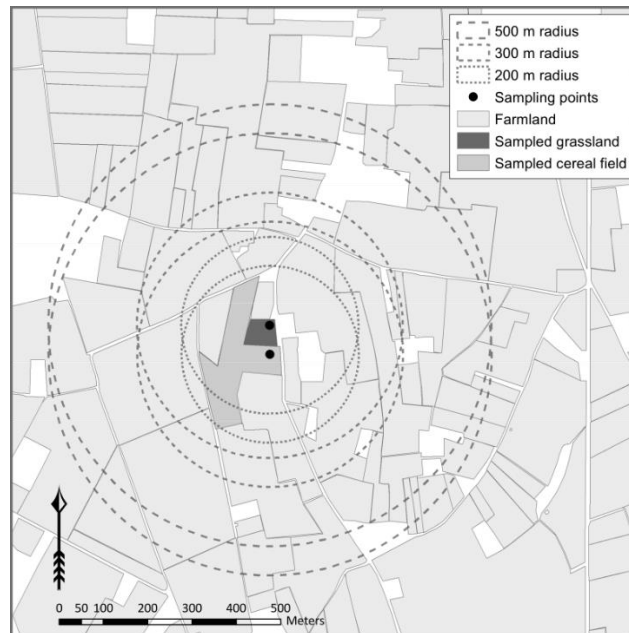 500 m radius
300 m radius
200 m radius
Sampling points
Farmland
Sampled grassland
Sampled cereal field
0 50 100 200 300 400 500
Meters